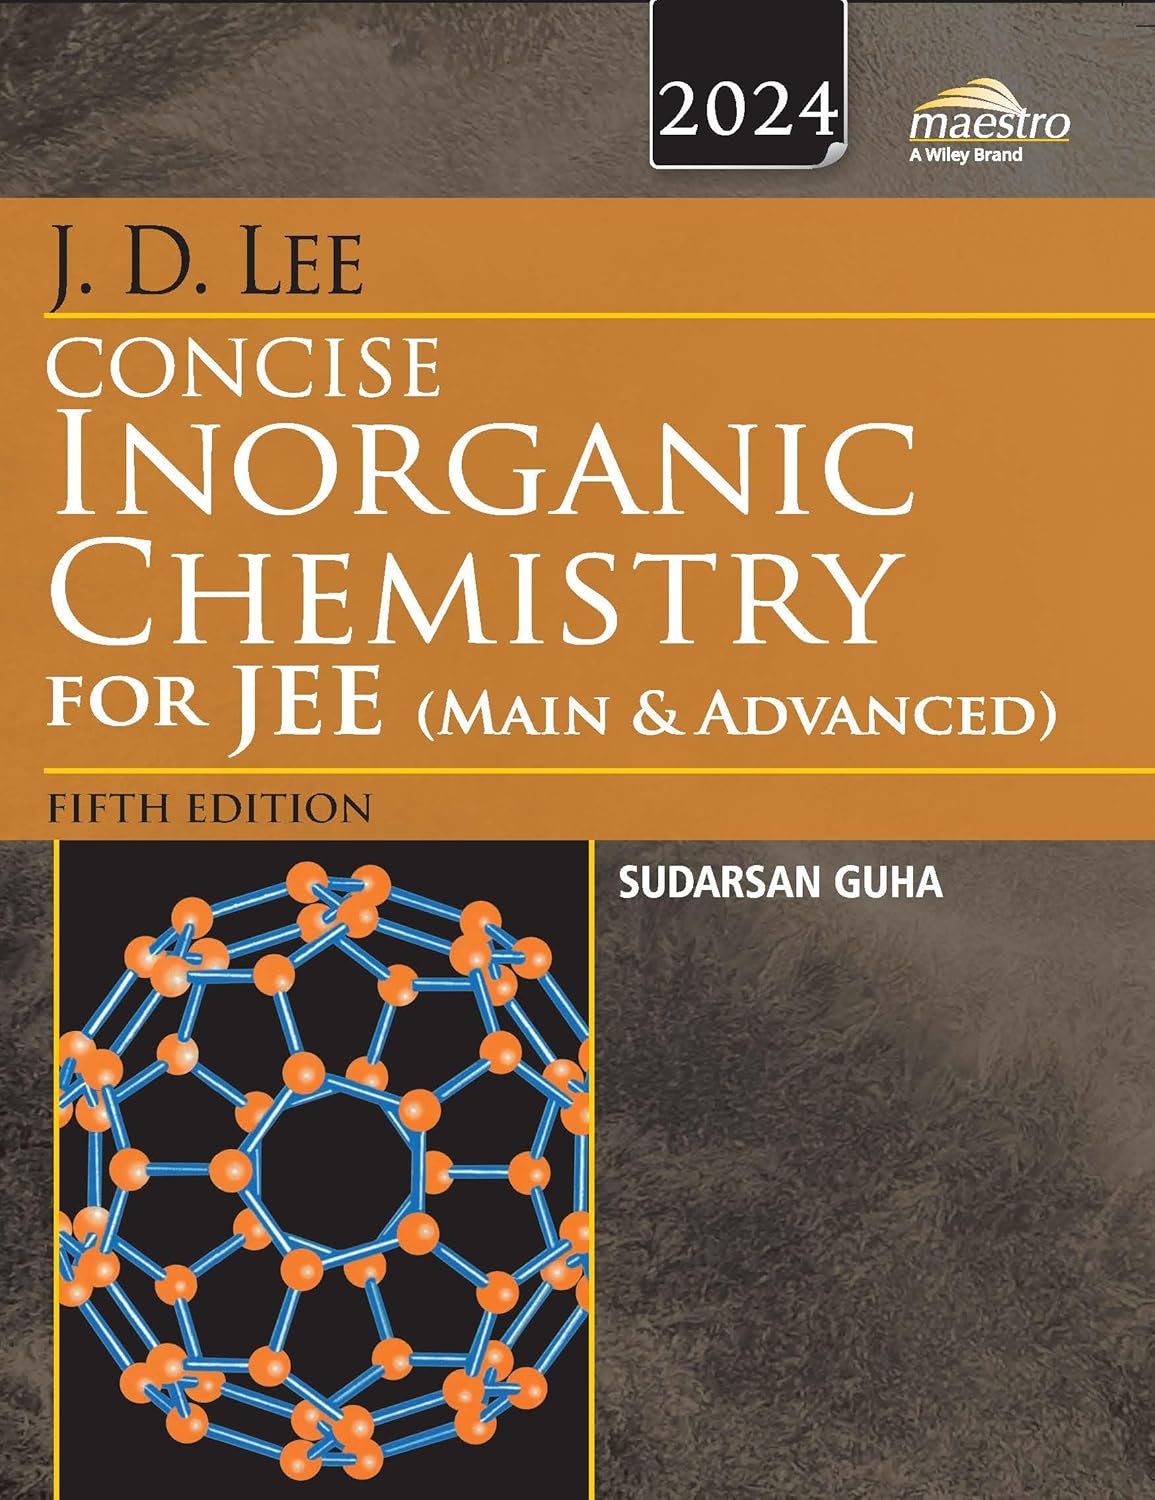 2024
maestro
A Wiley Brand
J. D. LEE
CONCISE
INORGANIC
CHEMISTRY
FOR JEE (MAIN & ADVANCED)
FIFTH EDITION
SUDARSAN GUHA